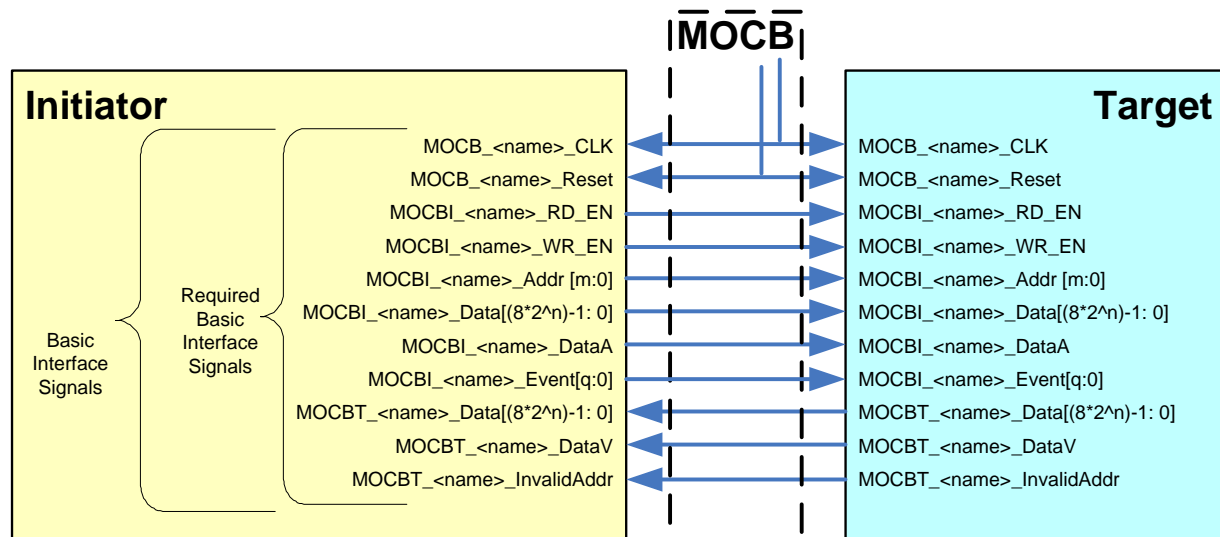 MOCB
Initiator
Target
MOCB_<name>_CLK
MOCB_<name>_CLK
MOCB_<name>_Reset
MOCB_<name>_Reset
MOCBI_<name>_RD_EN
MOCBI_<name>_RD_EN
MOCBI_<name>_WR_EN
MOCBI_<name>_WR_EN
MOCBI_<name>_Addr [m:0]
MOCBI_<name>_Addr [m:0]
Required
Basic
Interface
Signals
MOCBI_<name>_Data[(8*2^n)-1: 0]
MOCBI_<name>_Data[(8*2^n)-1: 0]
Basic
Interface
Signals
MOCBI_<name>_DataA
MOCBI_<name>_DataA
MOCBI_<name>_Event[q:0]
MOCBI_<name>_Event[q:0]
MOCBT_<name>_Data[(8*2^n)-1: 0]
MOCBT_<name>_Data[(8*2^n)-1: 0]
MOCBT_<name>_DataV
MOCBT_<name>_DataV
MOCBT_<name>_InvalidAddr
MOCBT_<name>_InvalidAddr